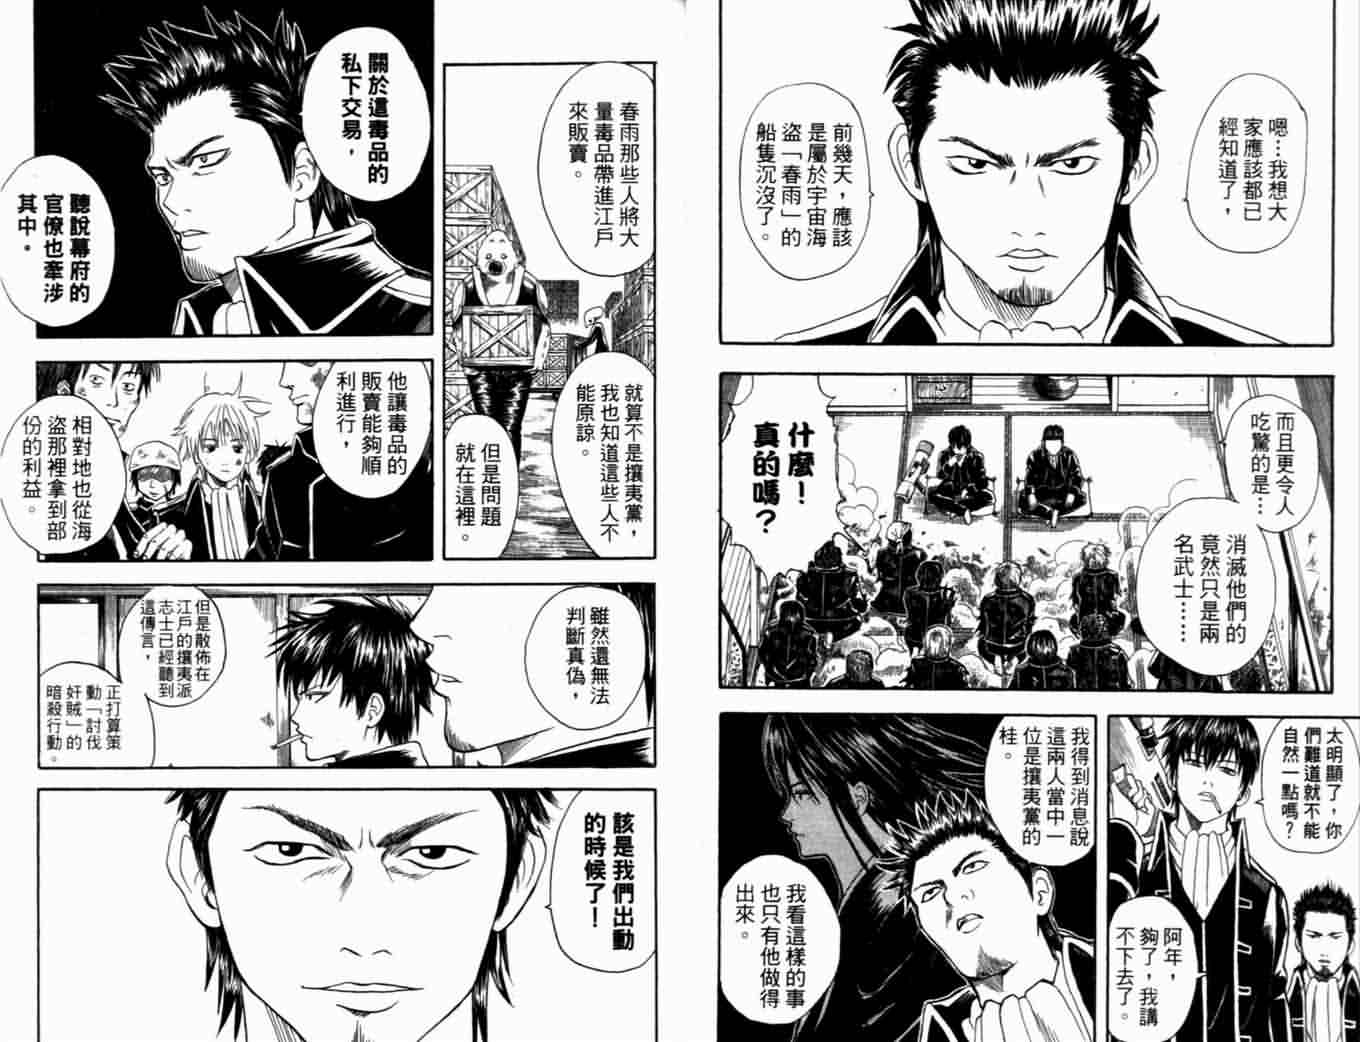 嗯…我想大
家應該都已
經知道了，
前幾天，應該
是屬於宇宙海
盜「春雨」的
船隻沉沒了。
而且更令人
吃驚的是…
消滅他們的
竟然只是兩
名武士……
什麼！
真的嗎？
太明顯了，你
們難道就不能
自然一點嗎？
阿年，
夠了，我講
不下去了。
我得到消息說
這兩人當中一
位是攘夷黨的
桂。
我看這樣的事
也只有他做得
出來。
春雨那些人將大
量毒品帶進江戶
來販賣。
就算不是攘夷黨，
我也知道這些人不
能原諒。
但是問題
就在這裡。
關於這毒品的
私下交易，
聽說幕府的
官僚也牽涉
其中。
他讓毒品的
販賣能夠順
利進行，
相對地也從海
盜那裡拿到部
份的利益。
雖然還無法
判斷真偽，
但是散佈在
江戶的攘夷派
志士已經聽到
這傳言，
正打算策
動「討伐
奸賊」的
暗殺行動。
該是我們出動
的時候了！